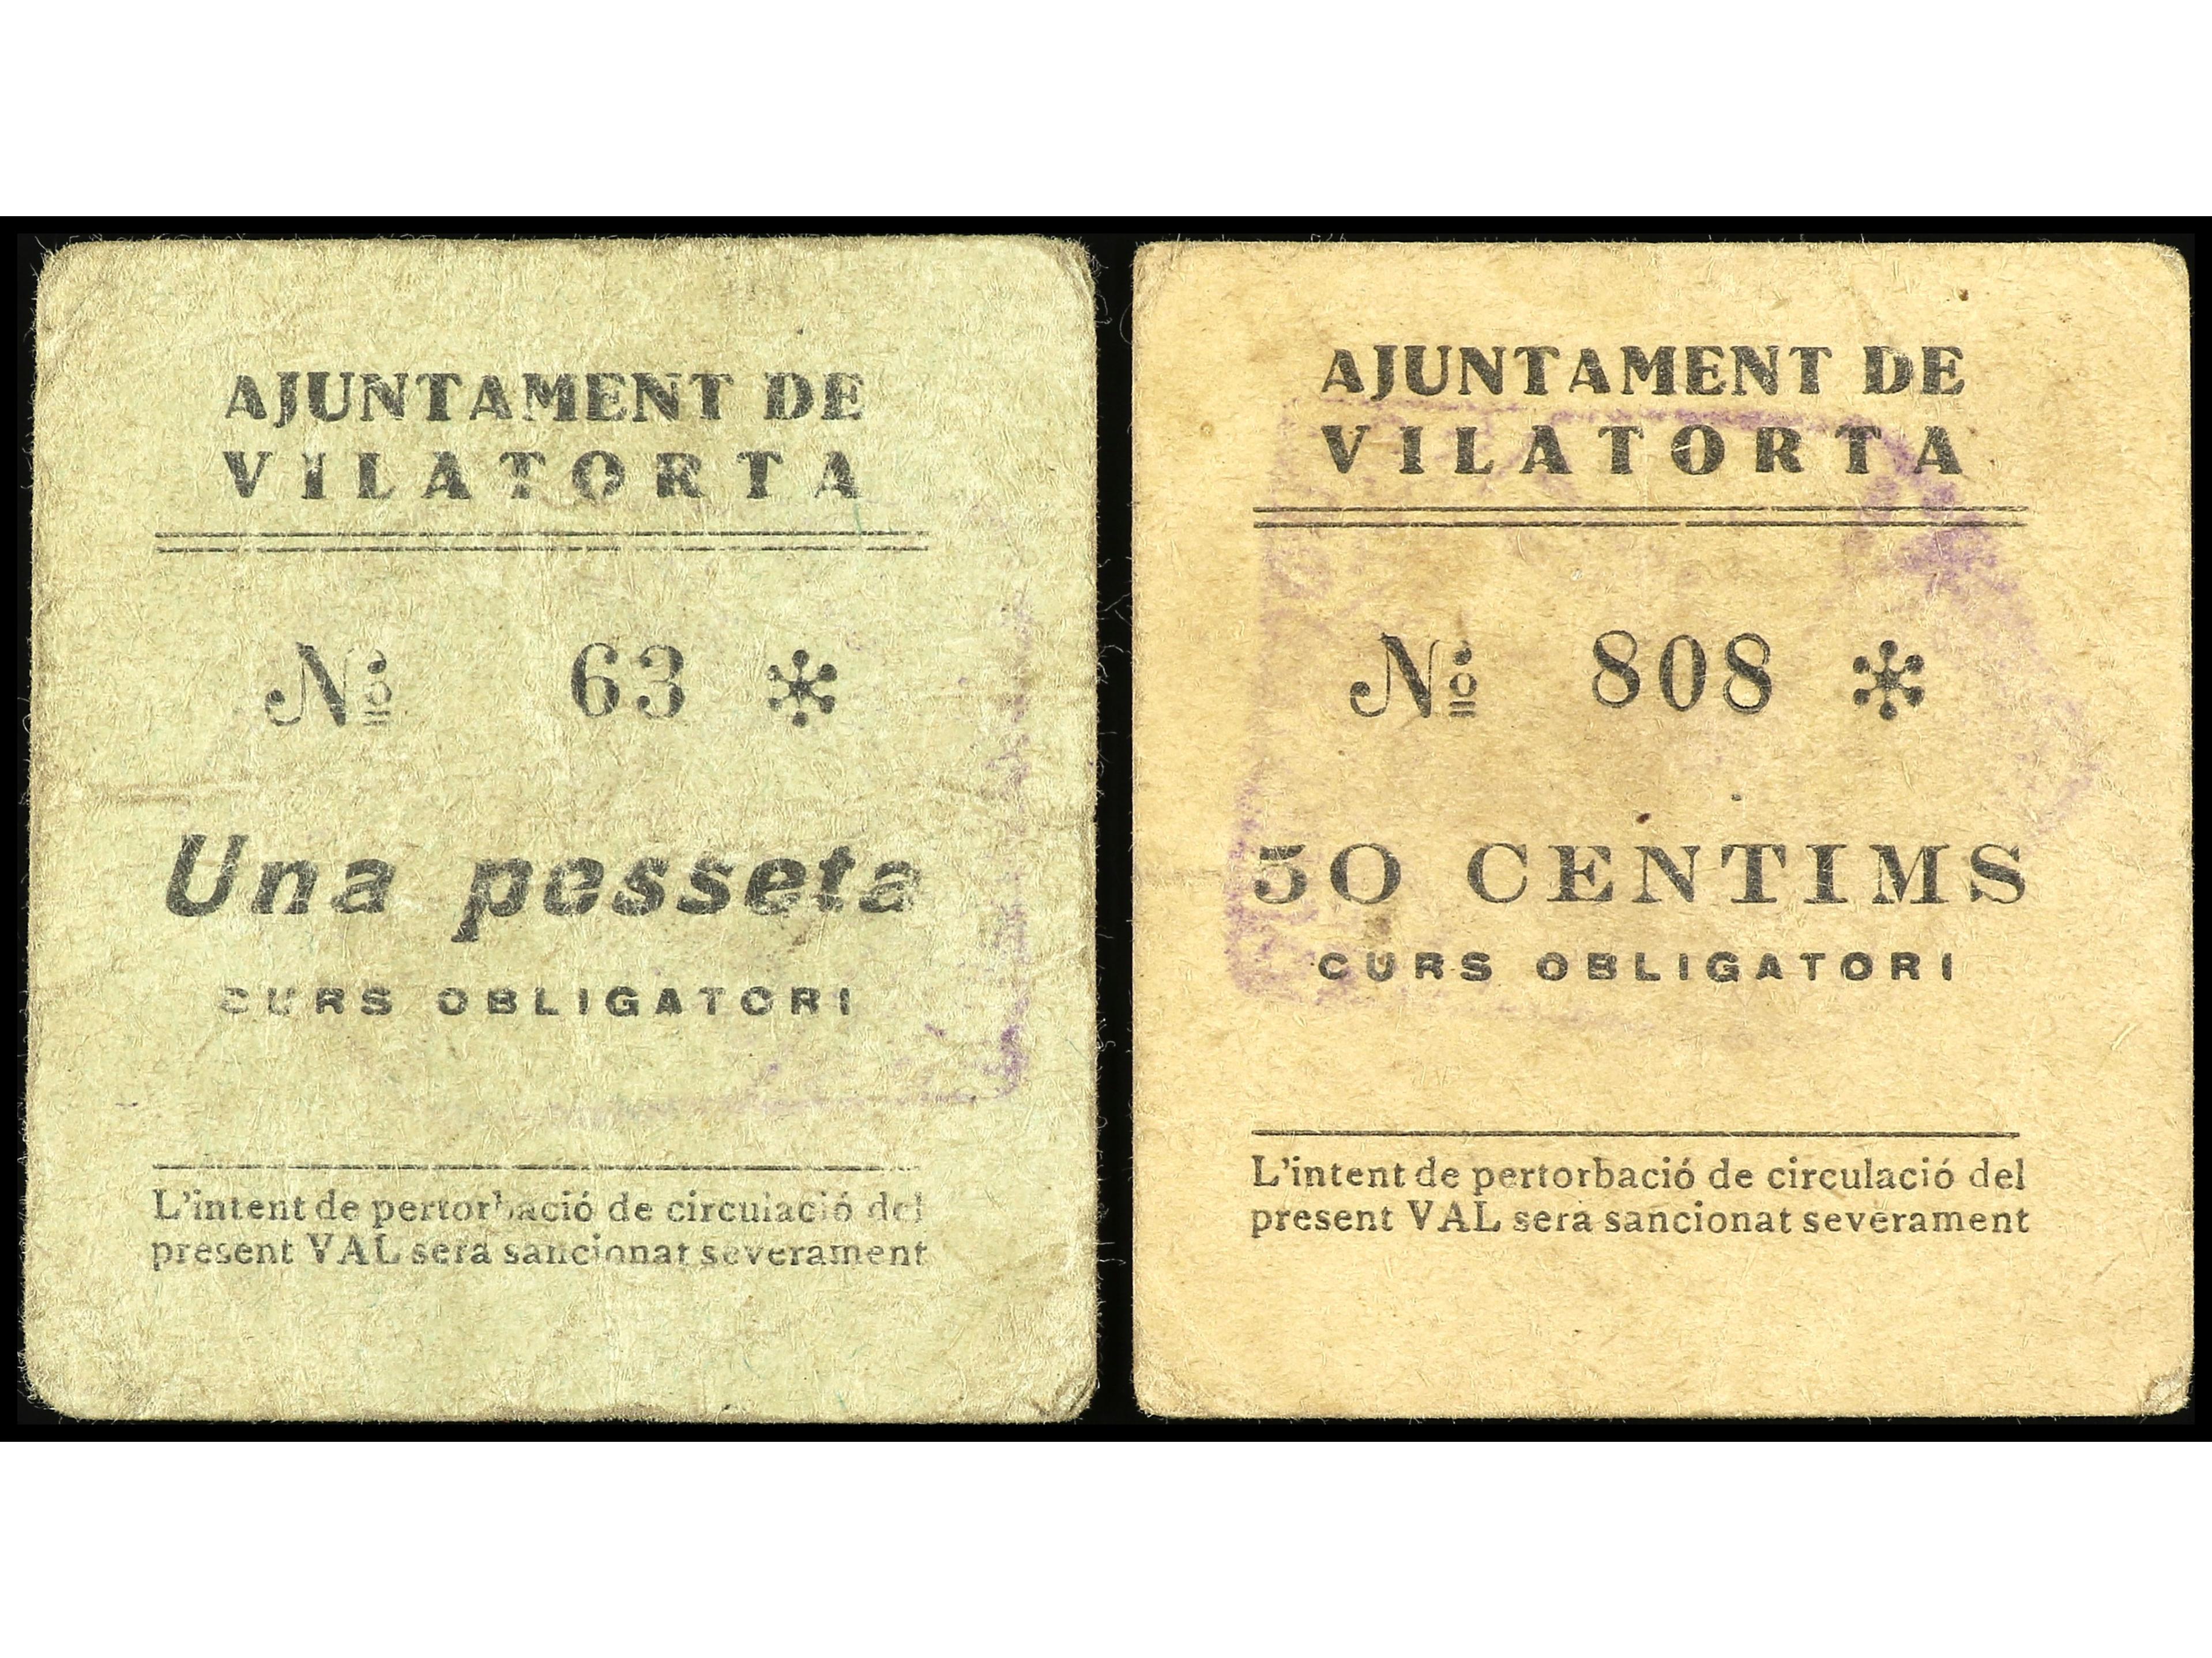 AJUNTAMENT DE
VILATORTA
Nº 63 *
Una pesseta
CURS OBLIGATORI
L'intent de pertorbació de circulació del
present VAL sera sancionat severament
AJUNTAMENT DE
VILATORTA
Nº 808 *
50 CENTIMS
CURS OBLIGATORI
L'intent de pertorbació de circulació del
present VAL sera sancionat severament